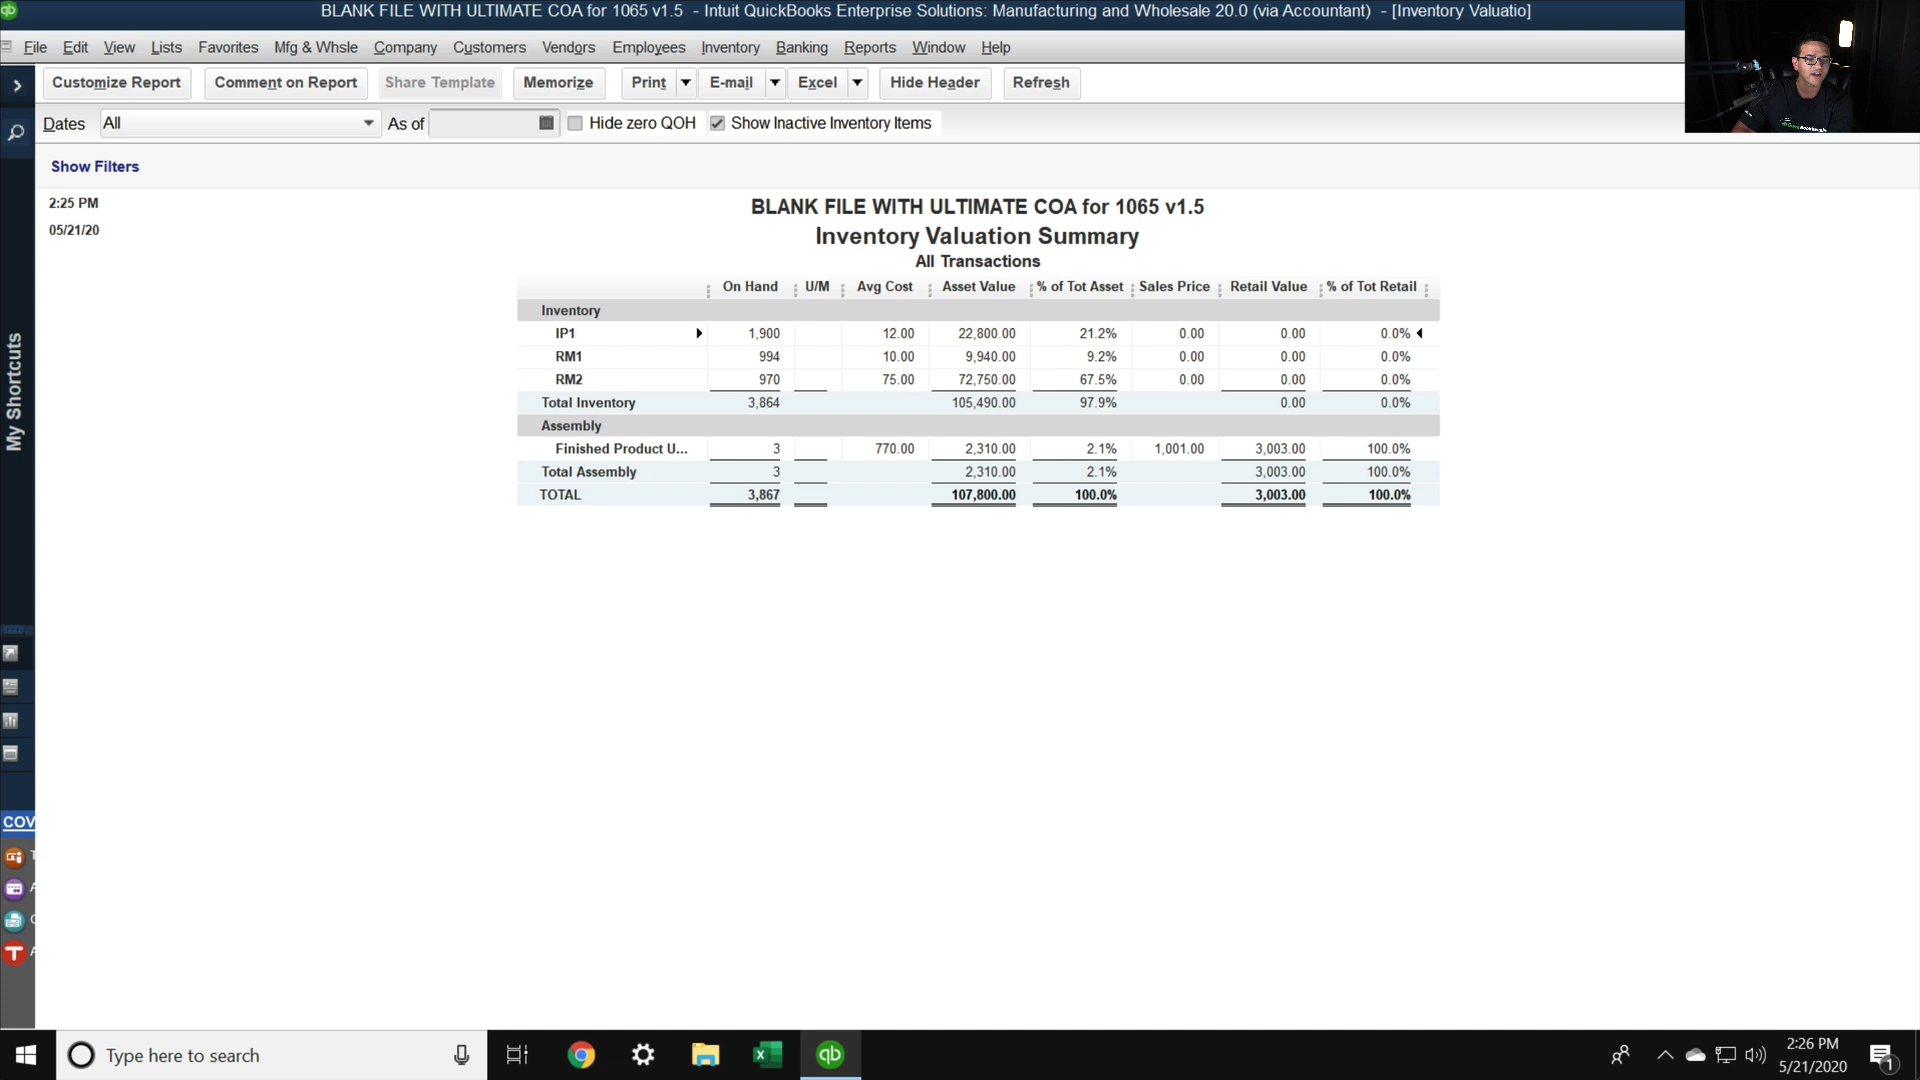 BLANK FILE WITH ULTIMATE COA for 1065 v1.5 - Intuit QuickBooks Enterprise Solutions: Manufacturing and Wholesale 20.0 (via Accountant) - [Inventory Valuatio]
File Edit View Lists Favorites Mfg & Whsle Company Customers Vendors Employees Inventory Banking Reports Window Help
Customize Report Comment on Report Share Template Memorize Print E-mail Excel Hide Header Refresh
Dates All As of Hide zero QOH Show Inactive Inventory Items
Show Filters
2:25 PM
05/21/20
BLANK FILE WITH ULTIMATE COA for 1065 v1.5
Inventory Valuation Summary
All Transactions
On Hand U/M Avg Cost Asset Value % of Tot Asset Sales Price Retail Value % of Tot Retail
Inventory
IP1 1,900 12.00 22,800.00 21.2% 0.00 0.00 0.0%
RM1 994 10.00 9,940.00 9.2% 0.00 0.00 0.0%
RM2 970 75.00 72,750.00 67.5% 0.00 0.00 0.0%
Total Inventory 3,864 105,490.00 97.9% 0.00 0.0%
Assembly
Finished Product U... 3 770.00 2,310.00 2.1% 1,001.00 3,003.00 100.0%
Total Assembly 3 2,310.00 2.1% 3,003.00 100.0%
TOTAL 3,867 107,800.00 100.0% 3,003.00 100.0%
My Shortcuts
COV
T
A
C
A
Type here to search
2:26 PM
5/21/2020
1